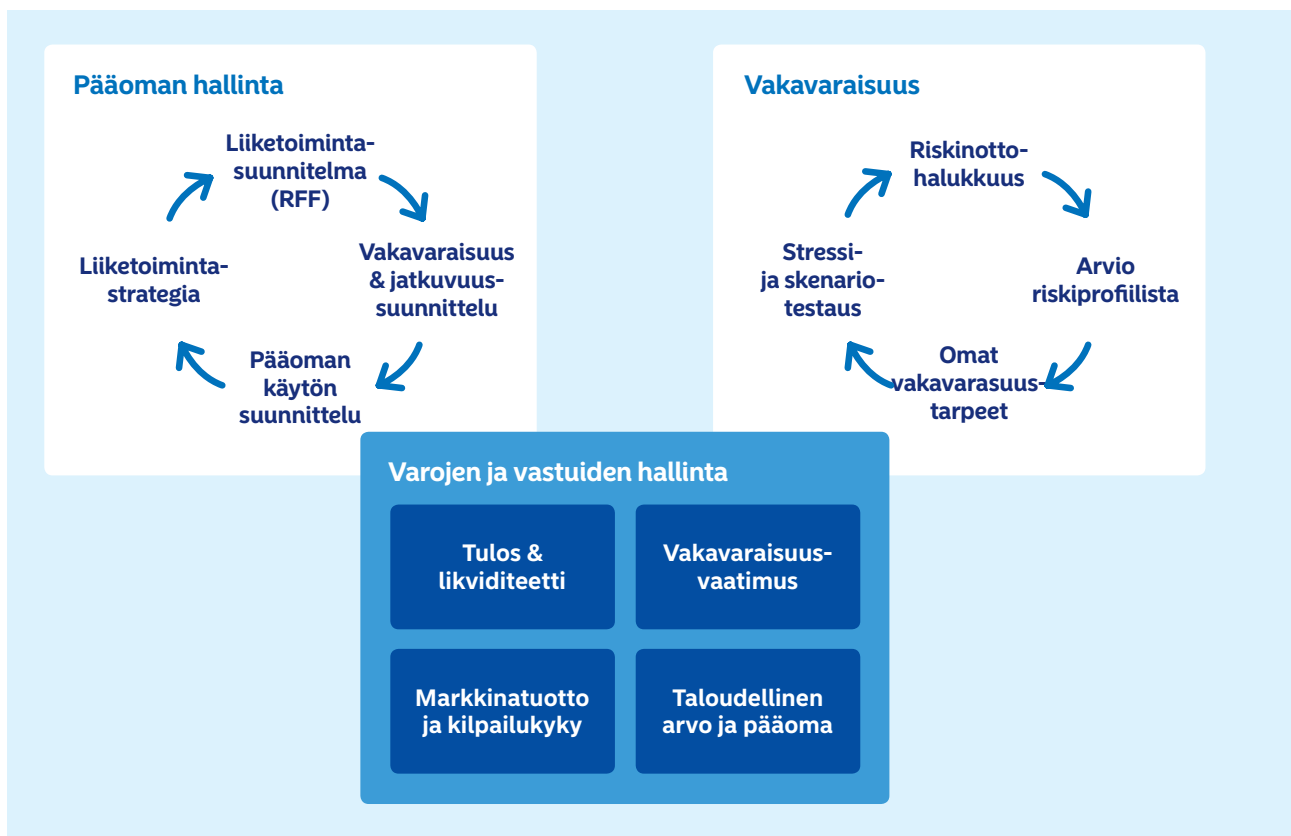 Pääoman hallinta
Liiketoiminta-
suunnitelma
(RFF)
Vakavaraisuus
& jatkuvuus-
suunnittelu
Pääoman
käytön
suunnittelu
Liiketoiminta-
strategia
Vakavaraisuus
Riskinotto-
halukkuus
Arvio
riskiprofiilista
Omat
vakavarasuus-
tarpeet
Stressi-
ja skenario-
testaus
Varojen ja vastuiden hallinta
Tulos &
likviditeetti
Vakavaraisuus-
vaatimus
Markkinatuotto
ja kilpailukyky
Taloudellinen
arvo ja pääoma